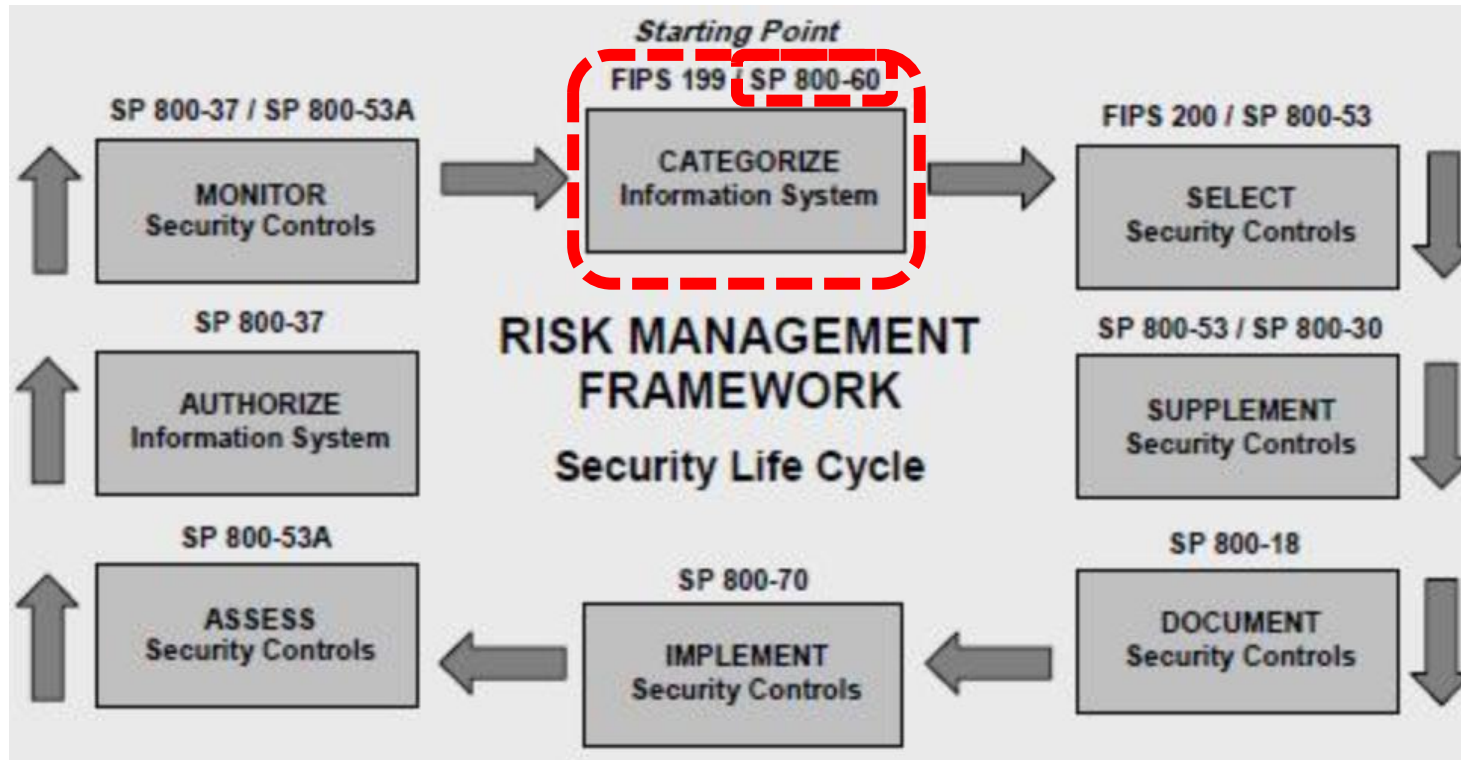 Starting Point
FIPS 199 / SP 800-60
CATEGORIZE
Information System
SP 800-37 / SP 800-53A
MONITOR
Security Controls
FIPS 200 / SP 800-53
SELECT
Security Controls
RISK MANAGEMENT
FRAMEWORK
Security Life Cycle
SP 800-37
AUTHORIZE
Information System
SP 800-53 / SP 800-30
SUPPLEMENT
Security Controls
SP 800-53A
ASSESS
Security Controls
SP 800-70
IMPLEMENT
Security Controls
SP 800-18
DOCUMENT
Security Controls